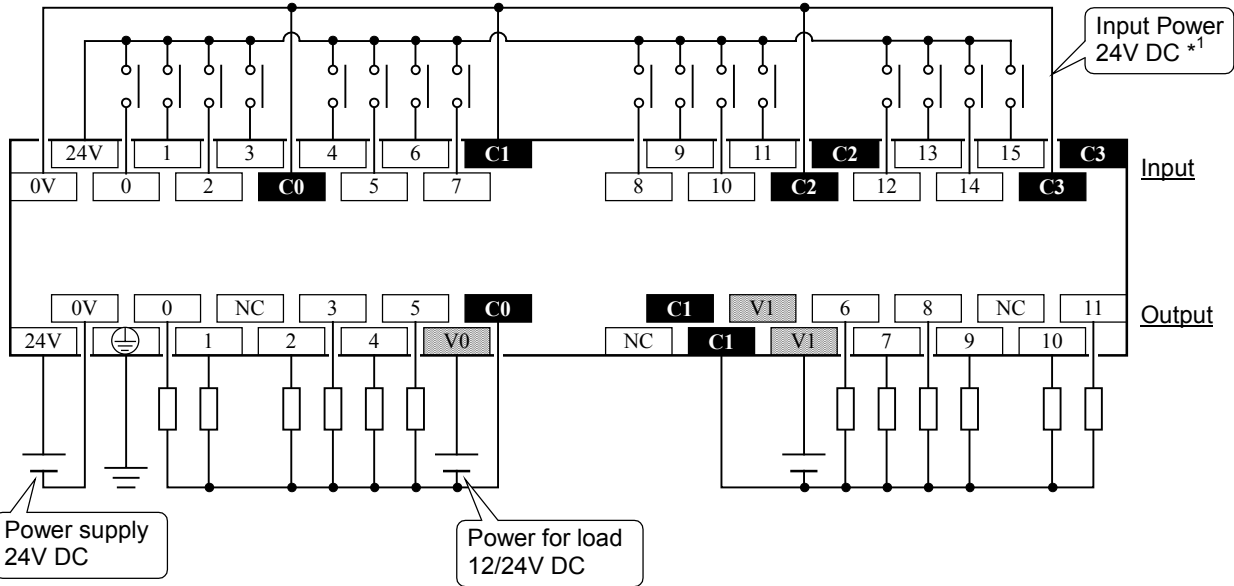 Input Power
24V DC *1
24V 1 3 4 6 C1 9 11 C2 13 15 C3
0V 0 2 C0 5 7 8 10 C2 12 14 C3
Input
0V 0 NC 3 5 C0 C1 V1 6 8 NC 11
24V 1 2 4 V0 NC C1 V1 7 9 10
Output
Power supply
24V DC
Power for load
12/24V DC